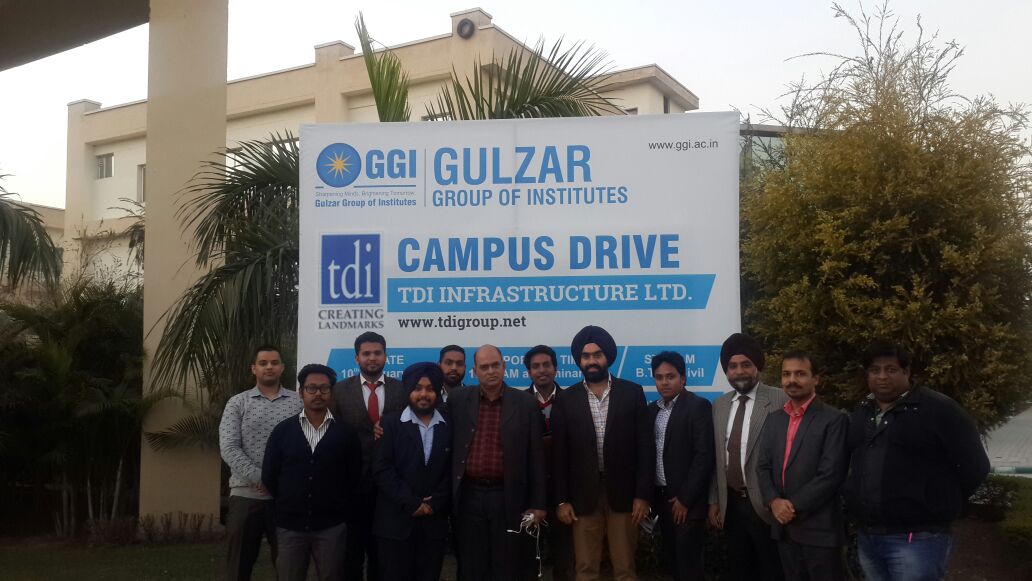 www.ggi.ac.in
GGI
Sharpening Minds, Brightening Tomorrow
Gulzar Group of Institutes
GULZAR
GROUP OF INSTITUTES
tdi
CREATING
LANDMARKS
CAMPUS DRIVE
TDI INFRASTRUCTURE LTD.
www.tdigroup.net